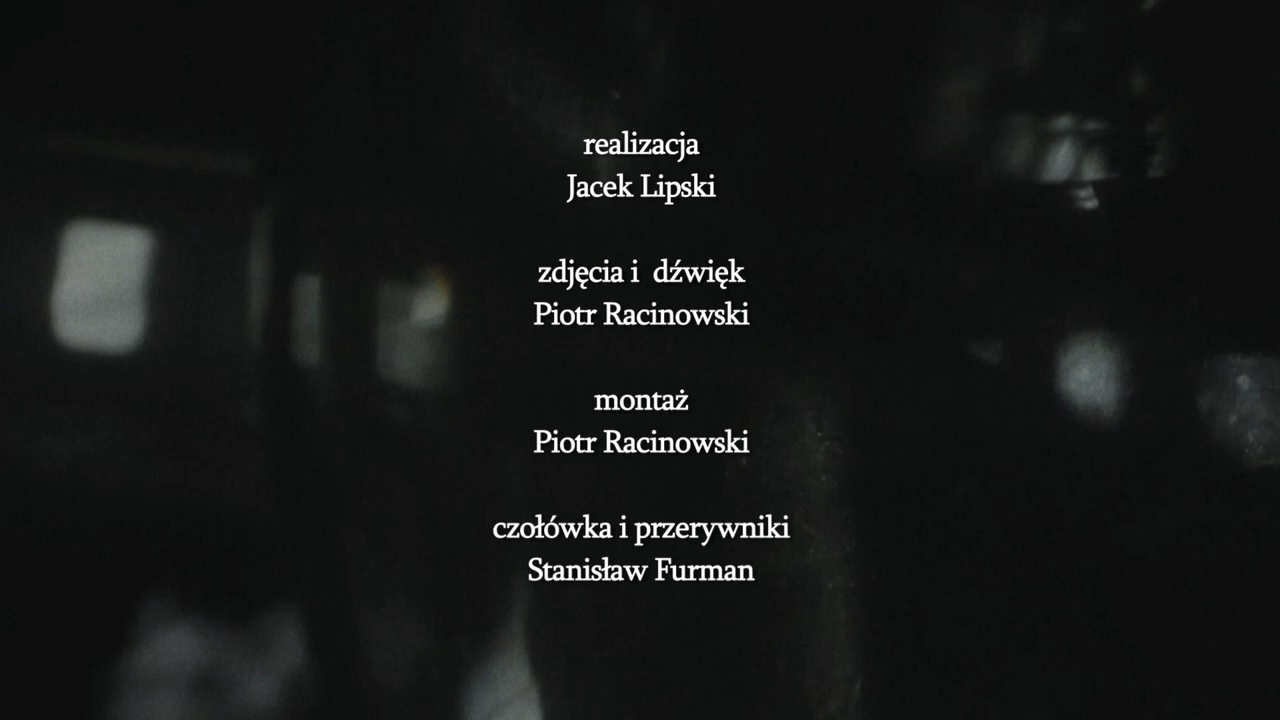 realizacja
Jacek Lipski
zdjęcia i  dźwięk
Piotr Racinowski
montaż
Piotr Racinowski
czołówka i przerywniki
Stanisław Furman